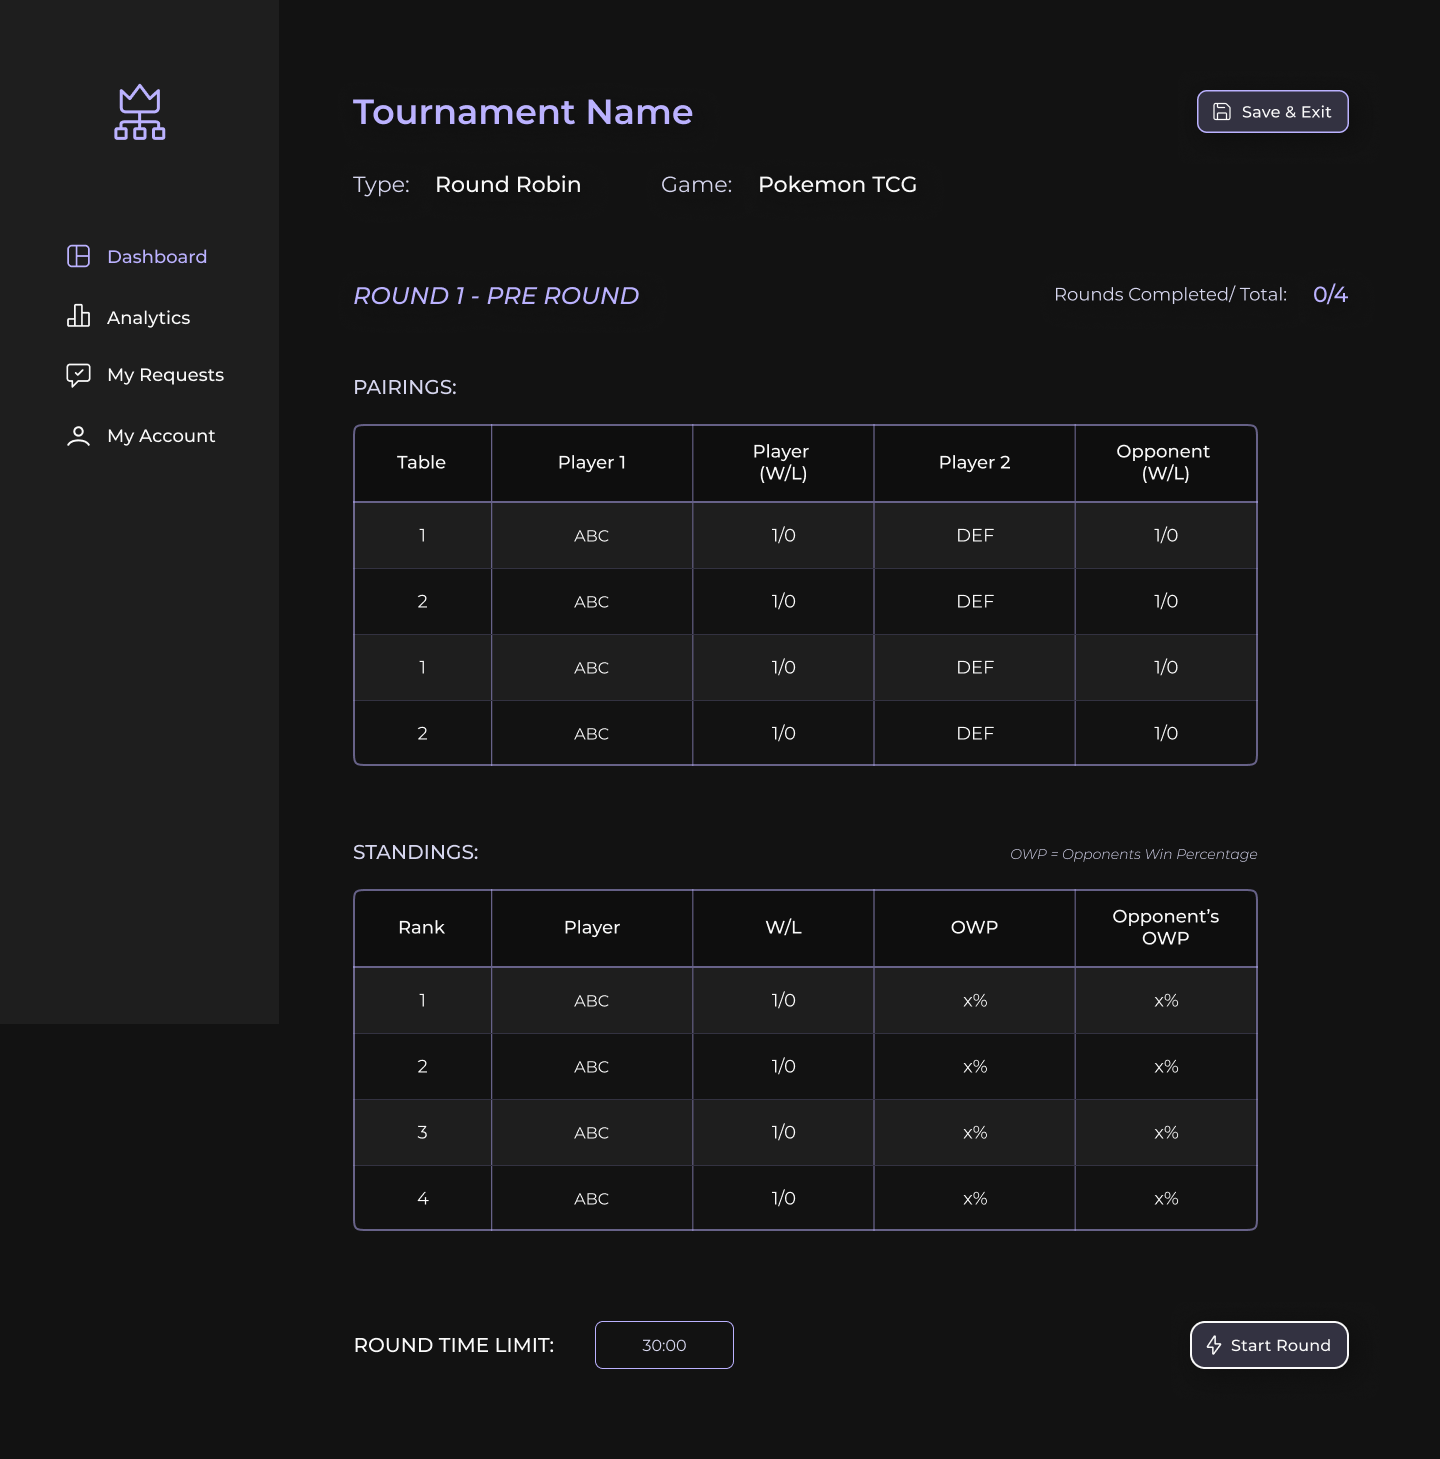 Tournament Name
Save & Exit
Type: Round Robin Game: Pokemon TCG
Dashboard
Analytics
My Requests
My Account
ROUND 1 - PRE ROUND
Rounds Completed/ Total: 0/4
PAIRINGS:
Table Player 1 Player (W/L) Player 2 Opponent (W/L)
1 ABC 1/0 DEF 1/0
2 ABC 1/0 DEF 1/0
1 ABC 1/0 DEF 1/0
2 ABC 1/0 DEF 1/0
STANDINGS:
OWP = Opponents Win Percentage
Rank Player W/L OWP Opponent’s OWP
1 ABC 1/0 x% x%
2 ABC 1/0 x% x%
3 ABC 1/0 x% x%
4 ABC 1/0 x% x%
ROUND TIME LIMIT: 30:00
Start Round